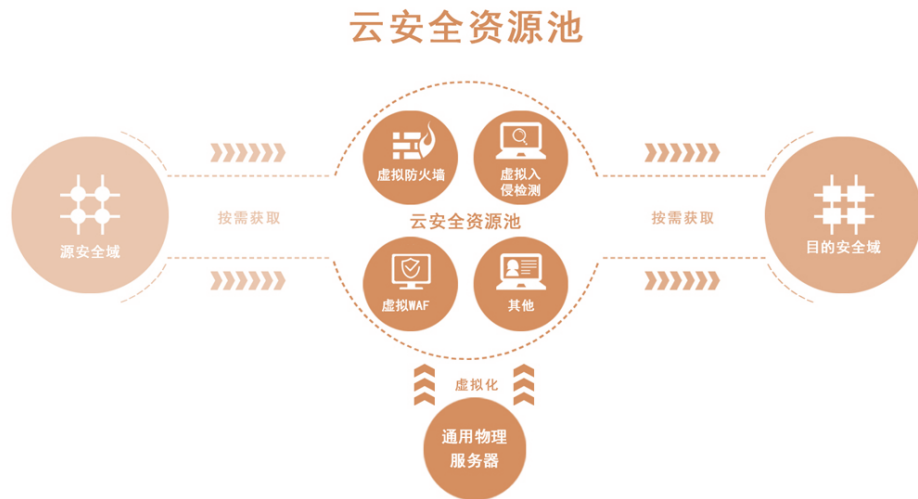 云安全资源池
虚拟防火墙
虚拟入
侵检测
源安全域
按需获取
云安全资源池
按需获取
目的安全域
虚拟WAF
其他
虚拟化
通用物理
服务器